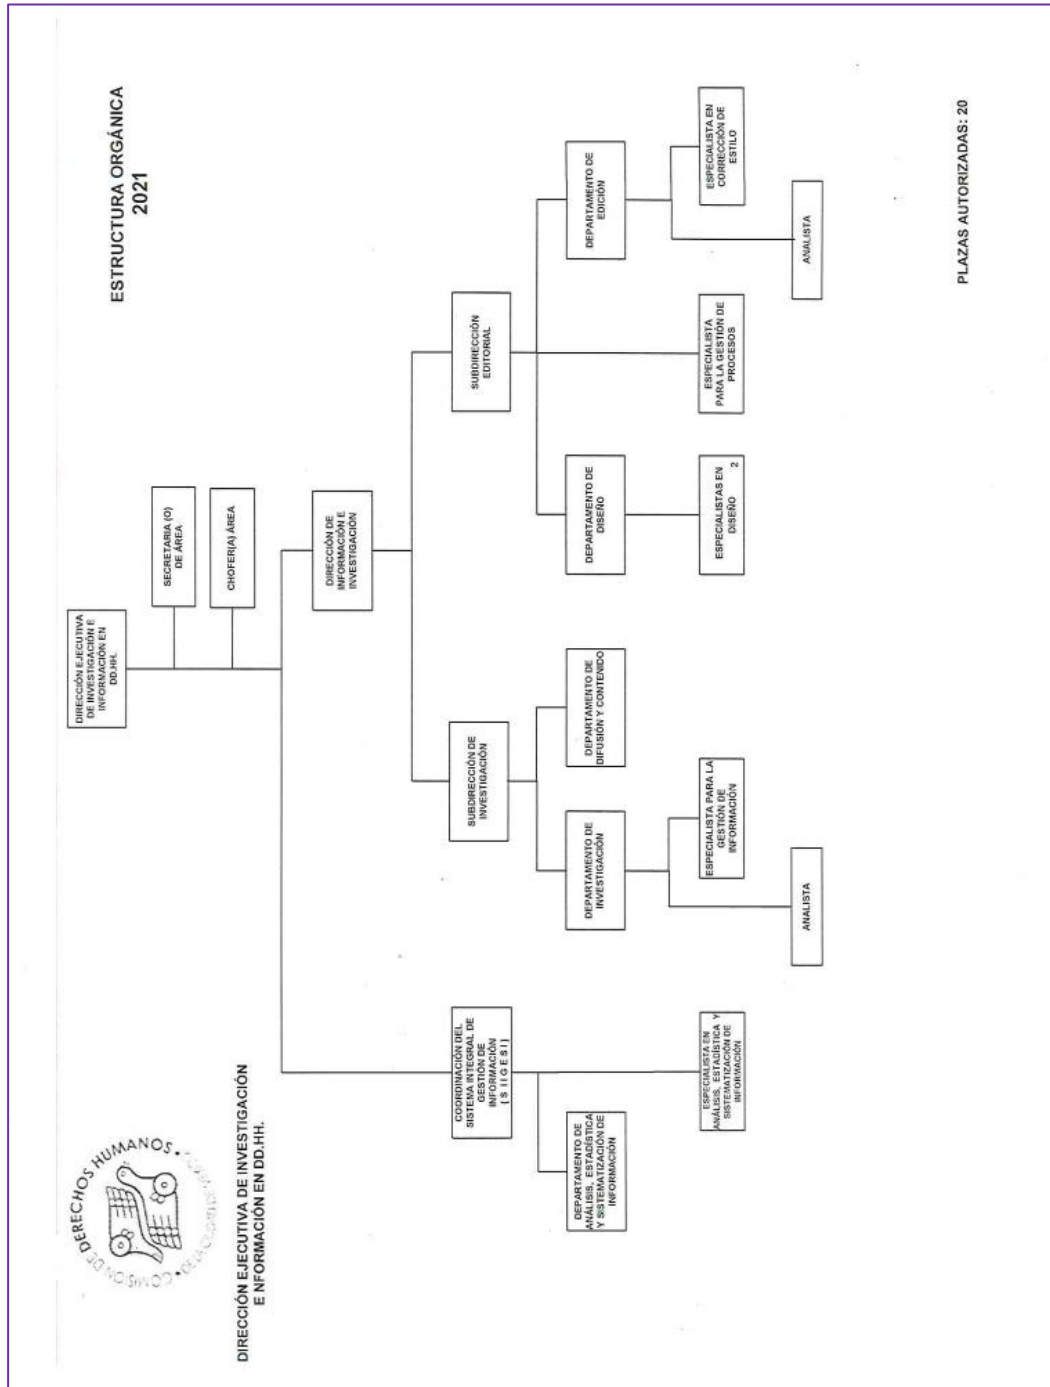 COMISIÓN DE DERECHOS HUMANOS
DIRECCIÓN EJECUTIVA DE INVESTIGACIÓN
E NFORMACIÓN EN DD.HH.
ESTRUCTURA ORGÁNICA
2021
DIRECCIÓN EJECUTIVA
DE INVESTIGACIÓN E
INFORMACIÓN EN
DD.HH.
SECRETARIA (O)
DE ÁREA
CHOFER(A) ÁREA
DIRECCIÓN DE
INFORMACIÓN E
INVESTIGACIÓN
COORDINACIÓN DEL
SISTEMA INTEGRAL DE
GESTIÓN DE
INFORMACIÓN
( S I I G E S I )
SUBDIRECCIÓN DE
INVESTIGACIÓN
SUBDIRECCIÓN
EDITORIAL
DEPARTAMENTO DE
ANÁLISIS, ESTADÍSTICA
Y SISTEMATIZACIÓN DE
INFORMACIÓN
DEPARTAMENTO DE
INVESTIGACIÓN
DEPARTAMENTO DE
DIFUSIÓN Y CONTENIDO
DEPARTAMENTO DE
DISEÑO
DEPARTAMENTO DE
EDICIÓN
ESPECIALISTA EN
ANÁLISIS, ESTADÍSTICA Y
SISTEMATIZACIÓN DE
INFORMACIÓN
ESPECIALISTA PARA LA
GESTIÓN DE
INFORMACIÓN
ESPECIALISTAS EN
DISEÑO
2
ESPECIALISTA
PARA LA GESTIÓN DE
PROCESOS
ESPECIALISTA EN
CORRECCIÓN DE
ESTILO
ANALISTA
ANALISTA
PLAZAS AUTORIZADAS: 20